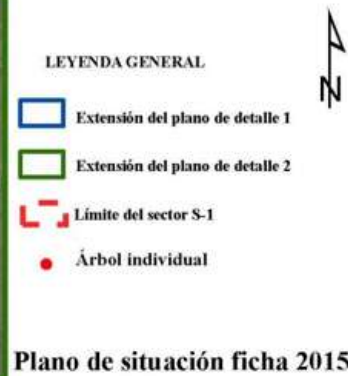 LEYENDA GENERAL
N
Extensión del plano de detalle 1
Extensión del plano de detalle 2
Límite del sector S-1
Árbol individual
Plano de situación ficha 2015